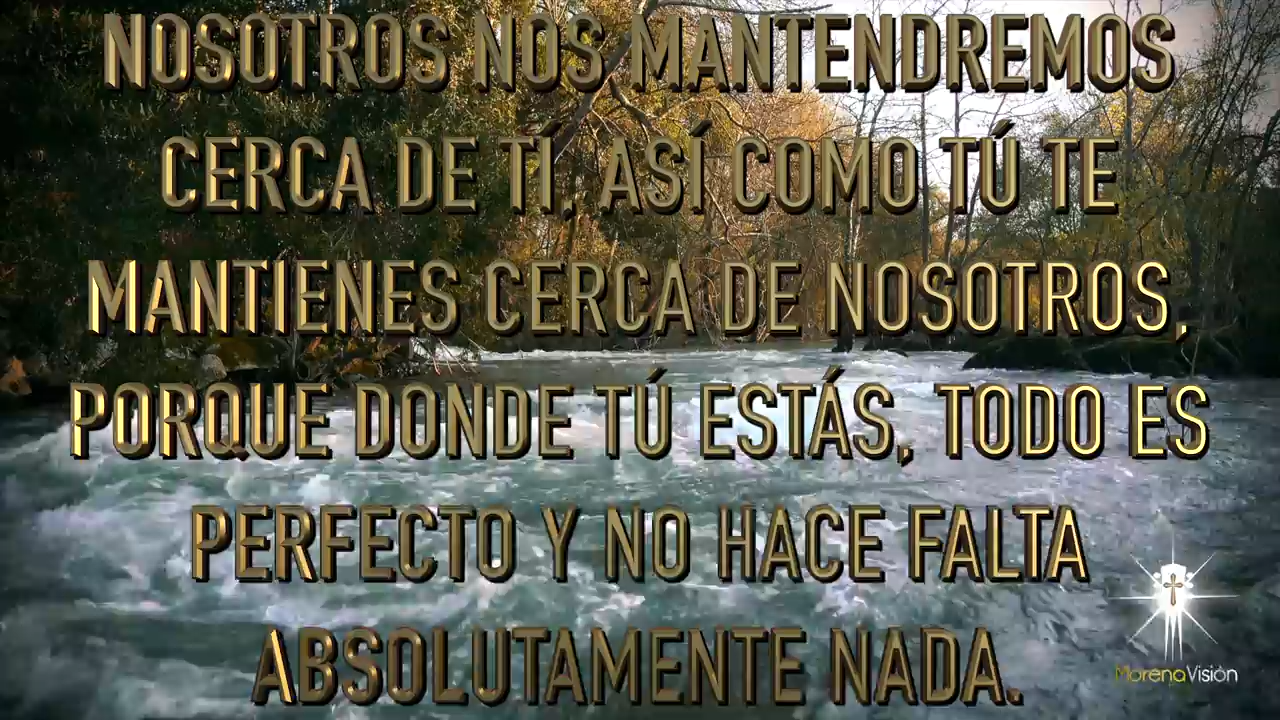 NOSOTROS NOS MANTENDREMOS
CERCA DE TÍ, ASÍ COMO TÚ TE
MANTIENES CERCA DE NOSOTROS,
PORQUE DONDE TÚ ESTÁS, TODO ES
PERFECTO Y NO HACE FALTA
ABSOLUTAMENTE NADA.
MorenaVisión